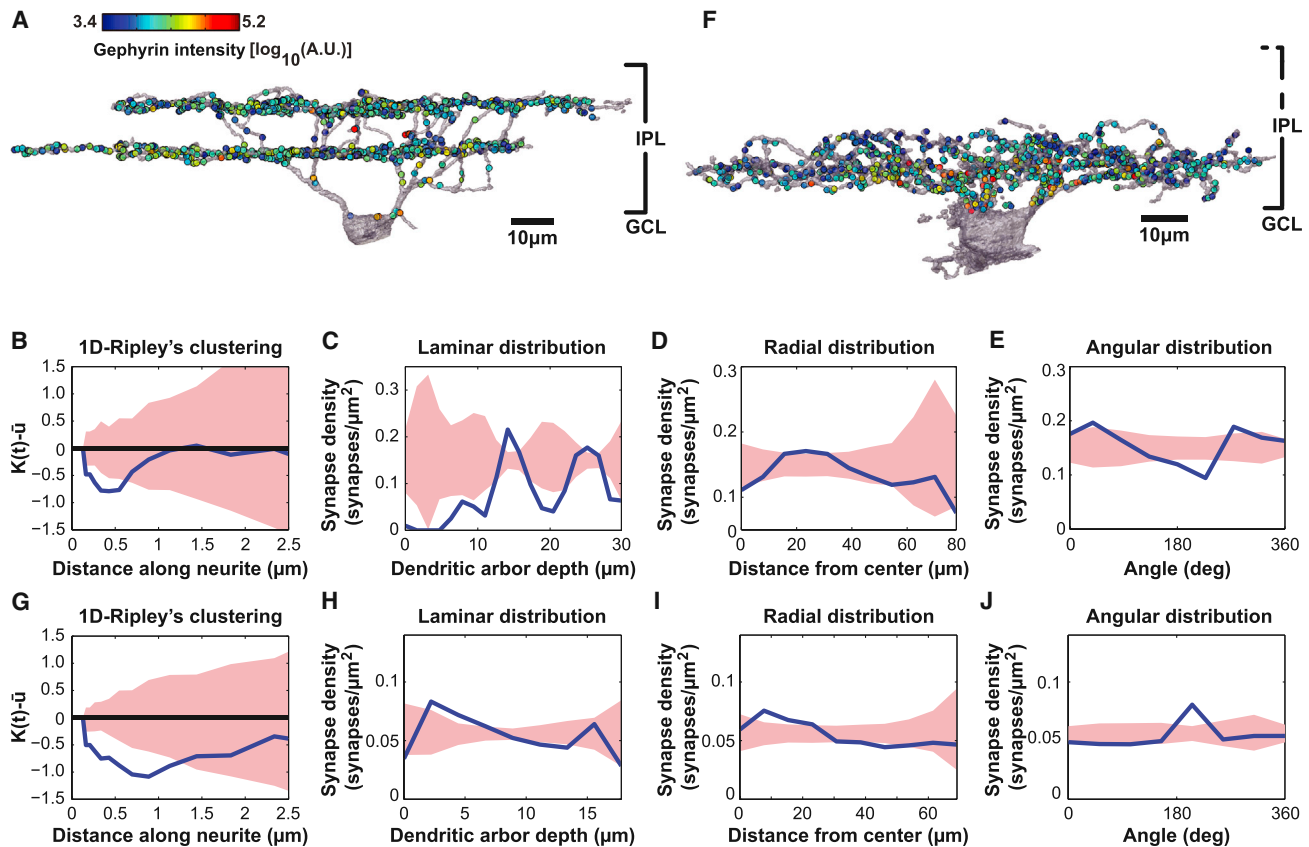 A
3.4 5.2
Gephyrin intensity [log10(A.U.)]
IPL
GCL
10µm
F
IPL
GCL
10µm
B
1D-Ripley's clustering
K(t)-ū
1.5
1.0
0.5
0
−0.5
−1.0
−1.5
0 0.5 1 1.5 2 2.5
Distance along neurite (µm)
C
Laminar distribution
Synapse density
(synapses/µm2)
0.3
0.2
0.1
0
0 10 20 30
Dendritic arbor depth (µm)
D
Radial distribution
Synapse density
(synapses/µm2)
0.3
0.2
0.1
0
0 20 40 60 80
Distance from center (µm)
E
Angular distribution
Synapse density
(synapses/µm2)
0.3
0.2
0.1
0
0 180 360
Angle (deg)
G
1D-Ripley's clustering
K(t)-ū
1.5
1.0
0.5
0
−0.5
−1.0
−1.5
0 0.5 1 1.5 2 2.5
Distance along neurite (µm)
H
Laminar distribution
Synapse density
(synapses/µm2)
0.1
0.05
0
0 5 10 15
Dendritic arbor depth (µm)
I
Radial distribution
Synapse density
(synapses/µm2)
0.1
0.05
0
0 20 40 60
Distance from center (µm)
J
Angular distribution
Synapse density
(synapses/µm2)
0.1
0.05
0
0 180 360
Angle (deg)